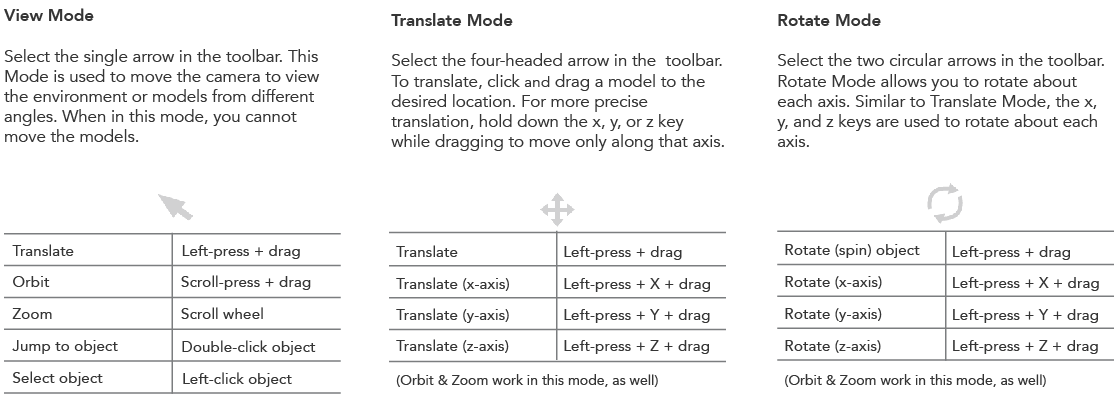 View Mode
Select the single arrow in the toolbar. This
Mode is used to move the camera to view
the environment or models from different
angles. When in this mode, you cannot
move the models.
Translate Left-press + drag
Orbit Scroll-press + drag
Zoom Scroll wheel
Jump to object Double-click object
Select object Left-click object
Translate Mode
Select the four-headed arrow in the toolbar.
To translate, click and drag a model to the
desired location. For more precise
translation, hold down the x, y, or z key
while dragging to move only along that axis.
Translate Left-press + drag
Translate (x-axis) Left-press + X + drag
Translate (y-axis) Left-press + Y + drag
Translate (z-axis) Left-press + Z + drag
(Orbit & Zoom work in this mode, as well)
Rotate Mode
Select the two circular arrows in the toolbar.
Rotate Mode allows you to rotate about
each axis. Similar to Translate Mode, the x,
y, and z keys are used to rotate about each
axis.
Rotate (spin) object Left-press + drag
Rotate (x-axis) Left-press + X + drag
Rotate (y-axis) Left-press + Y + drag
Rotate (z-axis) Left-press + Z + drag
(Orbit & Zoom work in this mode, as well)